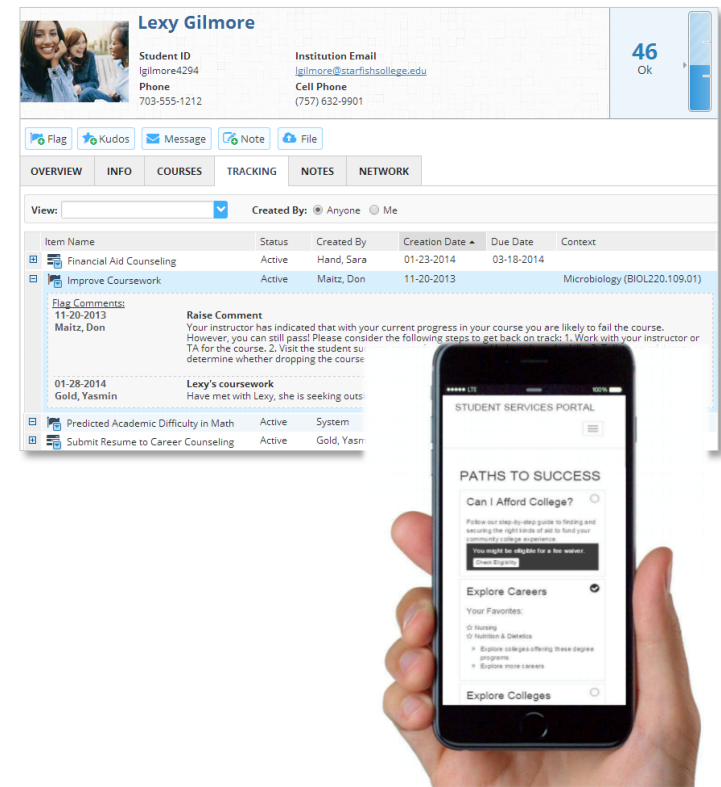 Lexy Gilmore
Student ID
lgilmore4294
Phone
703-555-1212
Institution Email
lgilmore@starfishsollege.edu
Cell Phone
(757) 632-9901
46
Ok
Flag Kudos Message Note File
OVERVIEW INFO COURSES TRACKING NOTES NETWORK
View: Created By: Anyone Me
Item Name Status Created By Creation Date Due Date Context
Financial Aid Counseling Active Hand, Sara 01-23-2014 03-18-2014
Improve Coursework Active Maitz, Don 11-20-2013 Microbiology (BIOL220.109.01)
Flag Comments:
11-20-2013 Raise Comment
Maitz, Don Your instructor has indicated that with your current progress in your course you are likely to fail the course.
However, you can still pass! Please consider the following steps to get back on track: 1. Work with your instructor or
TA for the course. 2. Visit the student su
determine whether dropping the course
01-28-2014 Lexy's coursework
Gold, Yasmin Have met with Lexy, she is seeking outs
Predicted Academic Difficulty in Math Active System
Submit Resume to Career Counseling Active Gold, Yasm
LTE 100%
STUDENT SERVICES PORTAL
PATHS TO SUCCESS
Can I Afford College?
Follow our step-by-step guide to finding and
securing the right kinds of aid to fund your
community college experience
You might be elligible for a fee waiver.
Check Eligiblity
Explore Careers
Your Favorites:
Nursing
Nutrition & Dietetics
Explore colleges offering these degree
programs
Explore more careers
Explore Colleges